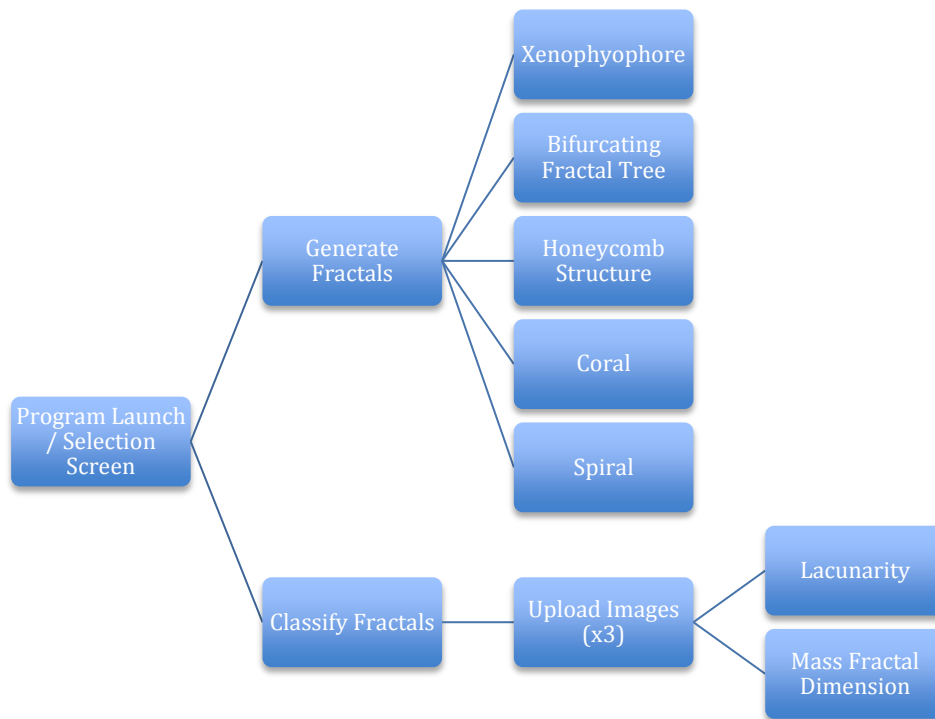 Xenophyophore
Bifurcating
Fractal Tree
Generate
Fractals
Honeycomb
Structure
Coral
Program Launch
/ Selection
Screen
Spiral
Lacunarity
Classify Fractals
Upload Images
(x3)
Mass Fractal
Dimension